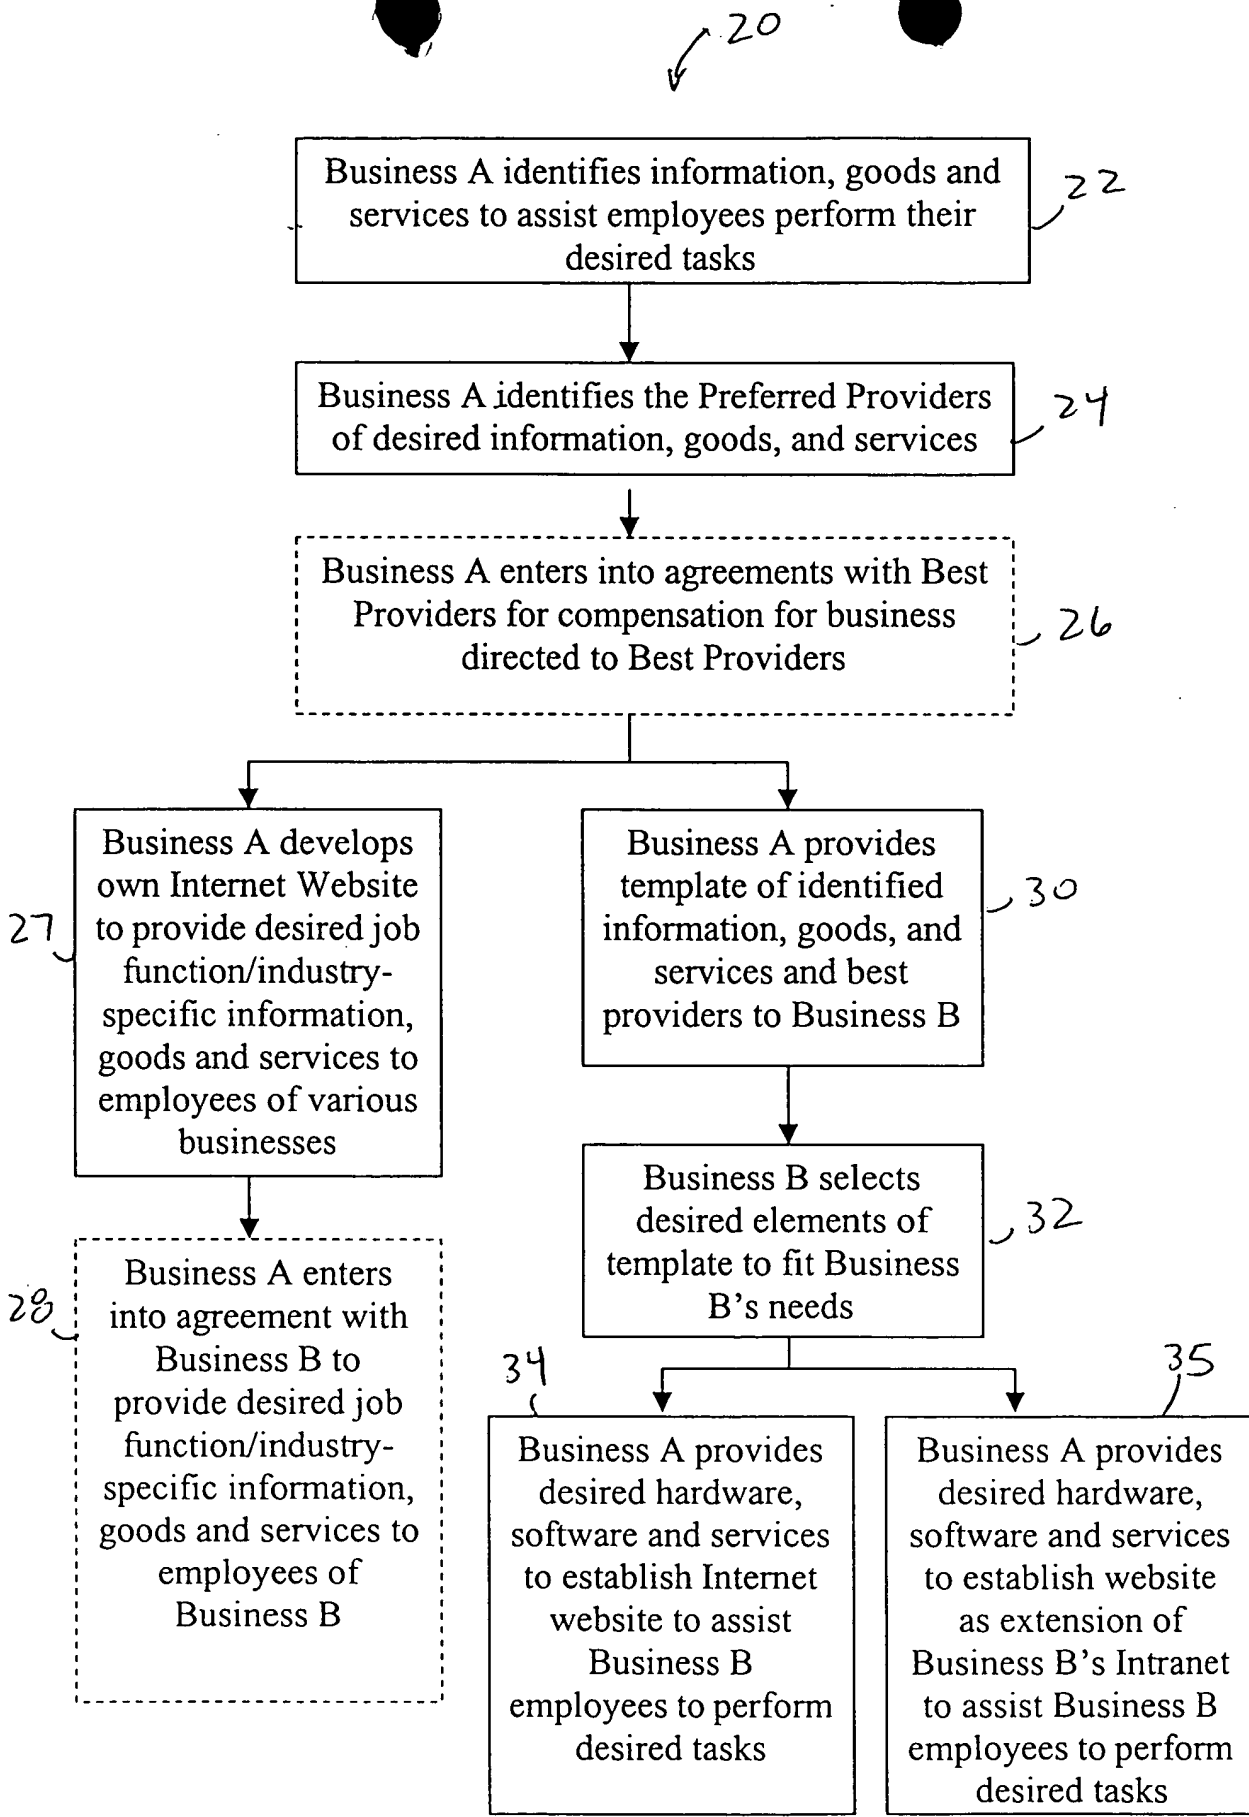 20
Business A identifies information, goods and
services to assist employees perform their
desired tasks
22
Business A identifies the Preferred Providers
of desired information, goods, and services
24
Business A enters into agreements with Best
Providers for compensation for business
directed to Best Providers
26
Business A develops
own Internet Website
to provide desired job
function/industry-
specific information,
goods and services to
employees of various
businesses
27
Business A provides
template of identified
information, goods, and
services and best
providers to Business B
30
Business A enters
into agreement with
Business B to
provide desired job
function/industry-
specific information,
goods and services to
employees of
Business B
28
Business B selects
desired elements of
template to fit Business
B's needs
32
34
Business A provides
desired hardware,
software and services
to establish Internet
website to assist
Business B
employees to perform
desired tasks
35
Business A provides
desired hardware,
software and services
to establish website
as extension of
Business B's Intranet
to assist Business B
employees to perform
desired tasks